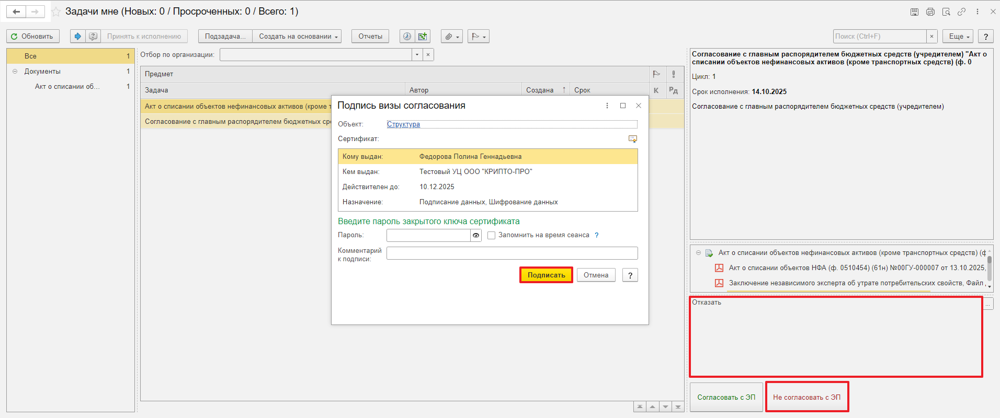 Задачи мне (Новых: 0 / Просроченных: 0 / Всего: 1)
Обновить
Принять к исполнению
Подзадача...
Создать на основании
Отчеты
Поиск (Ctrl+F)
×
Еще
?
Все 1
Документы 1
Акт о списании об... 1
Отбор по организации:
Предмет
Задача Автор Создана ↑ Срок К Рд
Акт о списании объектов нефинансовых активов (кроме т
Согласование с главным распорядителем бюджетных сре
Подпись визы согласования
Объект: Структура
Сертификат:
Кому выдан: Федорова Полина Геннадьевна
Кем выдан: Тестовый УЦ ООО "КРИПТО-ПРО"
Действителен до: 10.12.2025
Назначение: Подписание данных, Шифрование данных
Введите пароль закрытого ключа сертификата
Пароль: Запомнить на время сеанса ?
Комментарий
к подписи:
Подписать Отмена ?
Согласование с главным распорядителем бюджетных средств (учредителем) "Акт о
списании объектов нефинансовых активов (кроме транспортных средств) (ф. 0
Цикл: 1
Срок исполнения: 14.10.2025
Согласование с главным распорядителем бюджетных средств (учредителем)
Акт о списании объектов нефинансовых активов (кроме транспортных средств) (ф
Акт о списании объектов НФА (ф. 0510454) (61н) №00ГУ-000007 от 13.10.2025,
Заключение независимого эксперта об утрате потребительских свойств, Файл
Отказать
...
Согласовать с ЭП Не согласовать с ЭП